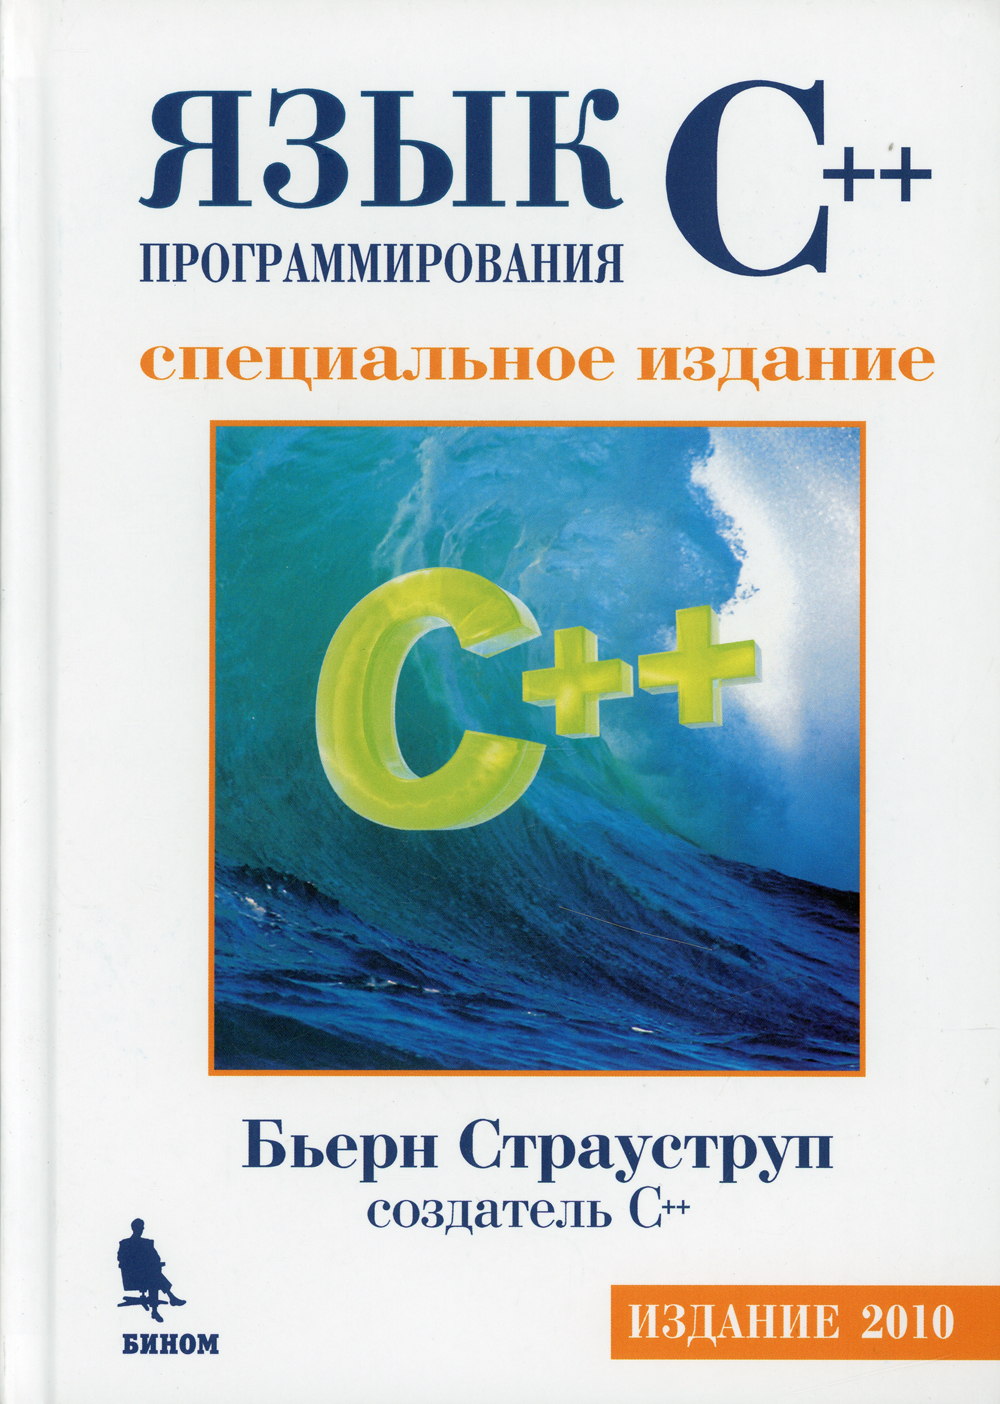 ЯЗЫК C++
ПРОГРАММИРОВАНИЯ
специальное издание
C++
Бьерн Страуструп
создатель C++
БИНОМ
ИЗДАНИЕ 2010